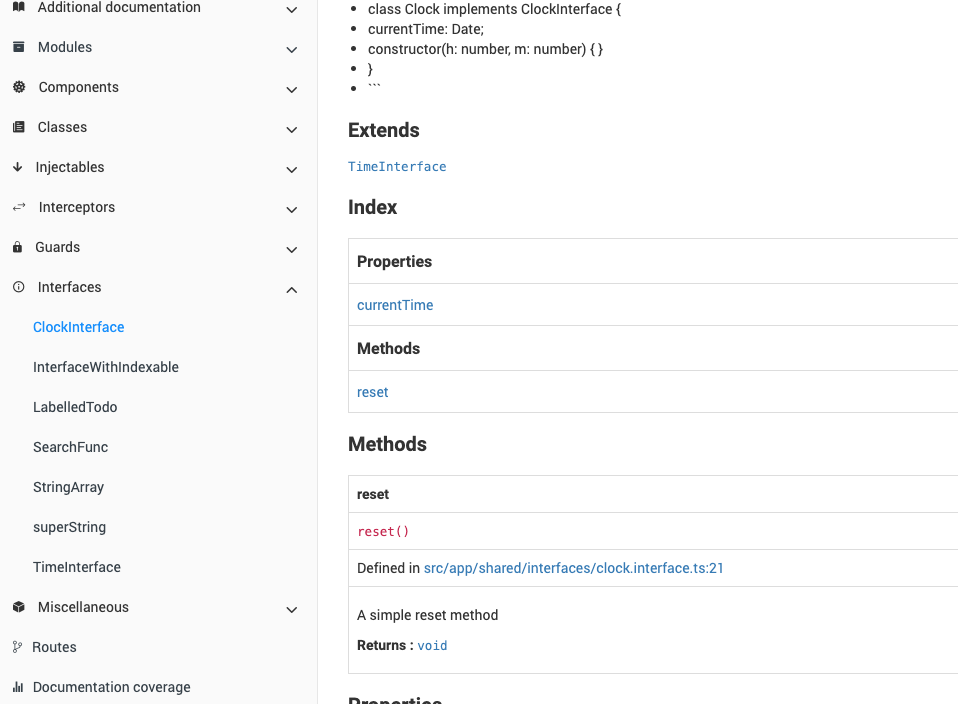 Additional documentation
Modules
Components
Classes
Injectables
Interceptors
Guards
Interfaces
ClockInterface
InterfaceWithIndexable
LabelledTodo
SearchFunc
StringArray
superString
TimeInterface
Miscellaneous
Routes
Documentation coverage
class Clock implements ClockInterface {
currentTime: Date;
constructor(h: number, m: number) { }
}
```
Extends
TimeInterface
Index
Properties
currentTime
Methods
reset
Methods
reset
reset()
Defined in src/app/shared/interfaces/clock.interface.ts:21
A simple reset method
Returns : void
Properties